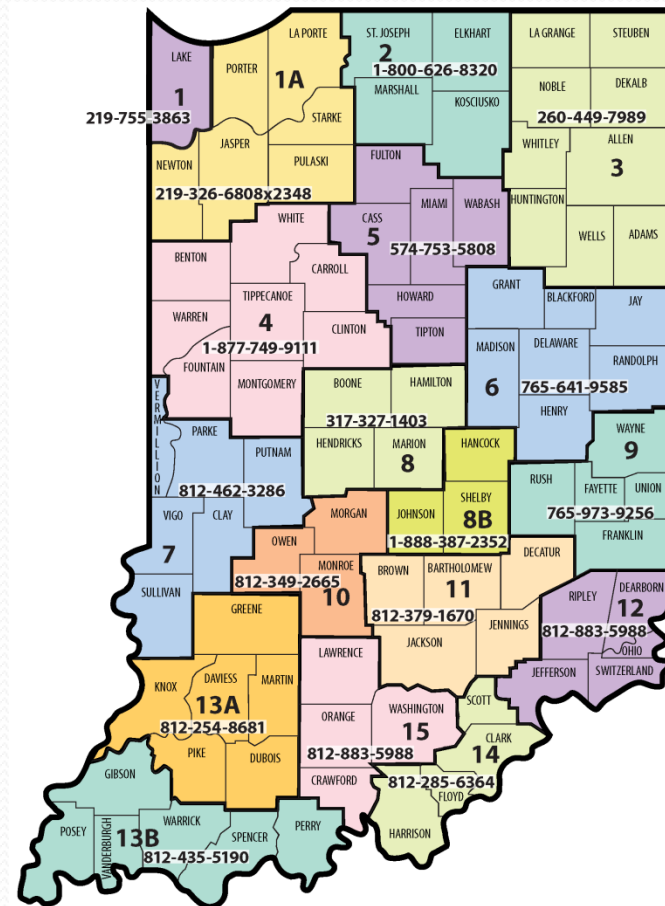 LAKE
1
219-755-3863
LA PORTE
PORTER
1A
STARKE
JASPER
NEWTON
PULASKI
219-326-6808x2348
ST. JOSEPH
ELKHART
2
1-800-626-8320
MARSHALL
KOSCIUSKO
LA GRANGE
STEUBEN
NOBLE
DEKALB
260-449-7989
WHITLEY
ALLEN
3
HUNTINGTON
WELLS
ADAMS
FULTON
MIAMI
WABASH
CASS
5
574-753-5808
HOWARD
TIPTON
WHITE
BENTON
CARROLL
TIPPECANOE
WARREN
4
CLINTON
1-877-749-9111
FOUNTAIN
MONTGOMERY
GRANT
BLACKFORD
JAY
MADISON
DELAWARE
RANDOLPH
6
765-641-9585
HENRY
BOONE
HAMILTON
317-327-1403
HENDRICKS
MARION
8
HANCOCK
JOHNSON
SHELBY
8B
1-888-387-2352
WAYNE
9
RUSH
FAYETTE
UNION
765-973-9256
FRANKLIN
VERMILLION
PARKE
PUTNAM
812-462-3286
VIGO
CLAY
7
SULLIVAN
MORGAN
OWEN
MONROE
812-349-2665
10
DECATUR
BROWN
BARTHOLOMEW
11
812-379-1670
JENNINGS
JACKSON
RIPLEY
DEARBORN
12
812-883-5988
OHIO
JEFFERSON
SWITZERLAND
GREENE
KNOX
DAVIESS
MARTIN
13A
812-254-8681
PIKE
DUBOIS
LAWRENCE
ORANGE
WASHINGTON
15
812-883-5988
CRAWFORD
SCOTT
CLARK
14
812-285-6364
FLOYD
HARRISON
GIBSON
POSEY
VANDERBURGH
WARRICK
SPENCER
PERRY
13B
812-435-5190